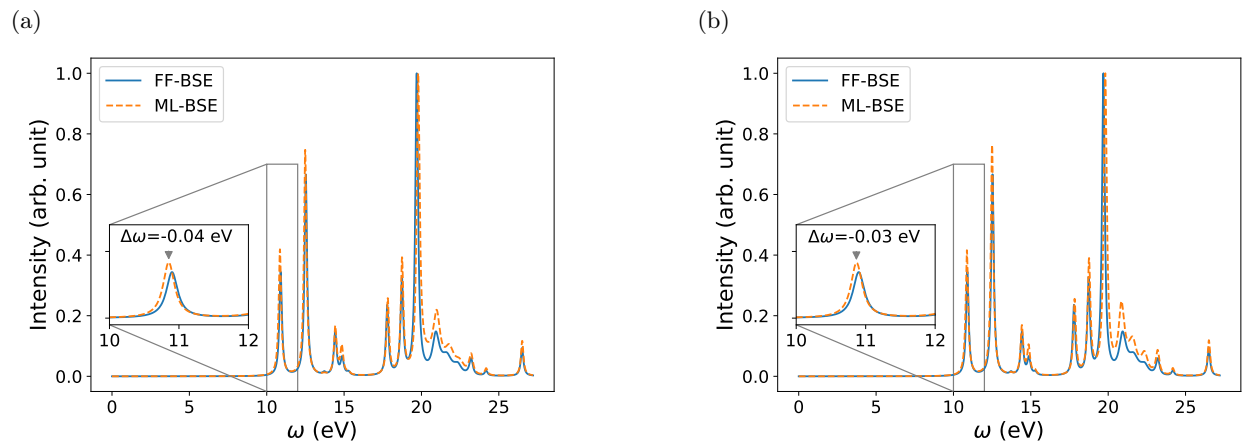 (a)
FF-BSE
ML-BSE
Δω=-0.04 eV
10 11 12
0.0
0.2
0.4
0.6
0.8
1.0
Intensity (arb. unit)
0 5 10 15 20 25
ω (eV)
(b)
FF-BSE
ML-BSE
Δω=-0.03 eV
10 11 12
0.0
0.2
0.4
0.6
0.8
1.0
Intensity (arb. unit)
0 5 10 15 20 25
ω (eV)